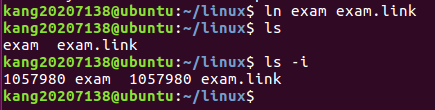 kang20207138@ubuntu:~/linux$ ln exam exam.link
kang20207138@ubuntu:~/linux$ ls
exam  exam.link
kang20207138@ubuntu:~/linux$ ls -i
1057980 exam  1057980 exam.link
kang20207138@ubuntu:~/linux$